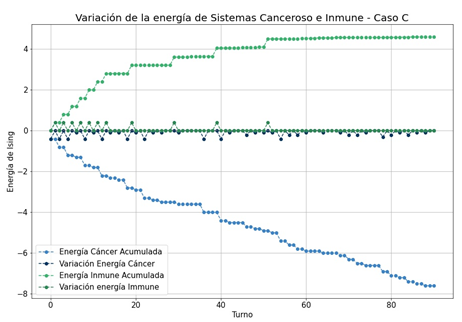 Variación de la energía de Sistemas Canceroso e Inmune - Caso C
Energía de Ising
4
2
0
−2
−4
−6
−8
Energía Cáncer Acumulada
Variación Energía Cáncer
Energía Inmune Acumulada
Variación energía Immune
0
20
40
60
80
Turno